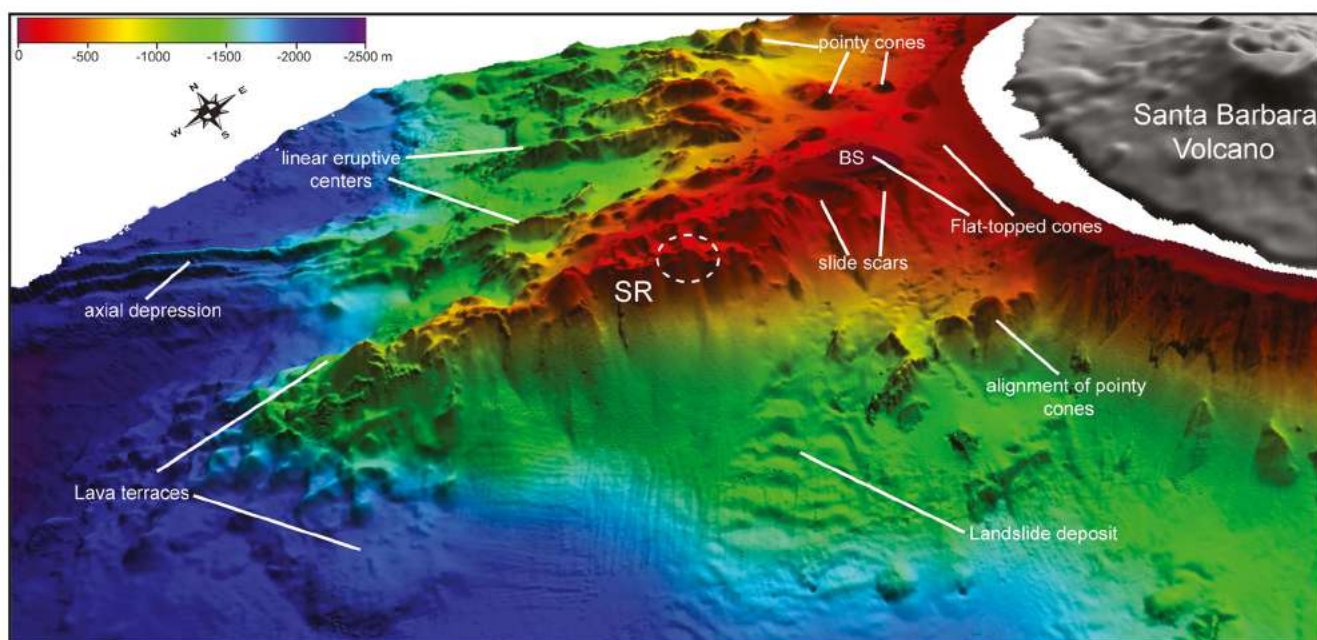 0 -500 -1000 -1500 -2000 -2500 m
N
E
W
S
pointy cones
Santa Barbara
Volcano
linear eruptive
centers
BS
Flat-topped cones
slide scars
SR
axial depression
alignment of pointy
cones
Lava terraces
Landslide deposit